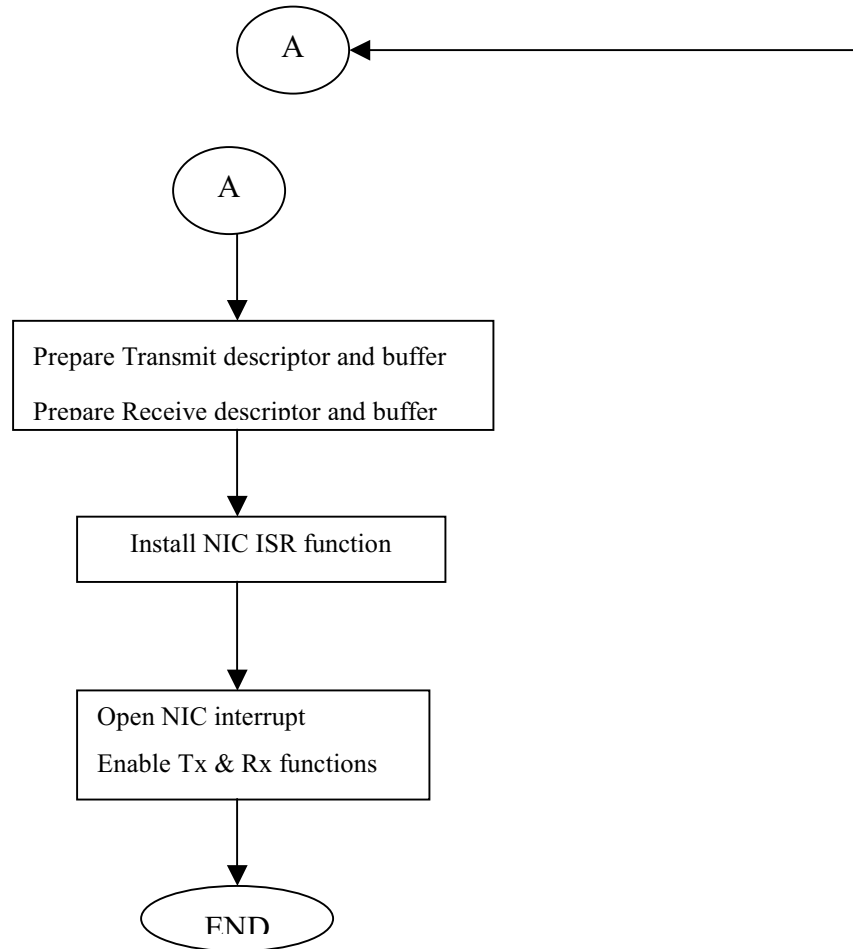 A
A
Prepare Transmit descriptor and buffer
Prepare Receive descriptor and buffer
Install NIC ISR function
Open NIC interrupt
Enable Tx & Rx functions
END